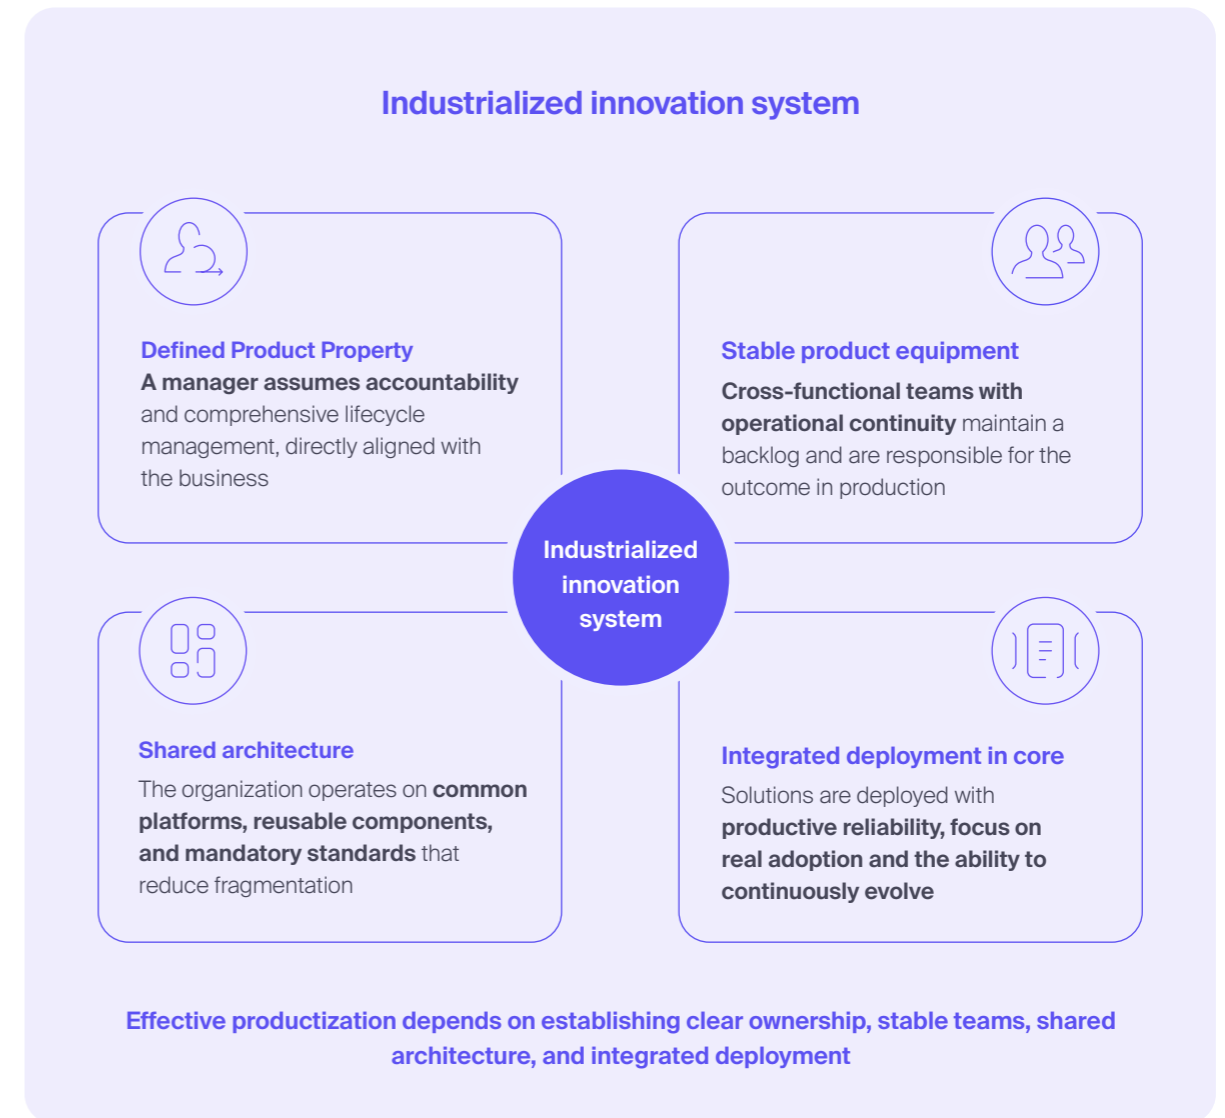 Industrialized innovation system
Defined Product Property
A manager assumes accountability
and comprehensive lifecycle
management, directly aligned with
the business
Stable product equipment
Cross-functional teams with
operational continuity maintain a
backlog and are responsible for the
outcome in production
Industrialized
innovation
system
Shared architecture
The organization operates on common
platforms, reusable components,
and mandatory standards that
reduce fragmentation
Integrated deployment in core
Solutions are deployed with
productive reliability, focus on
real adoption and the ability to
continuously evolve
Effective productization depends on establishing clear ownership, stable teams, shared
architecture, and integrated deployment